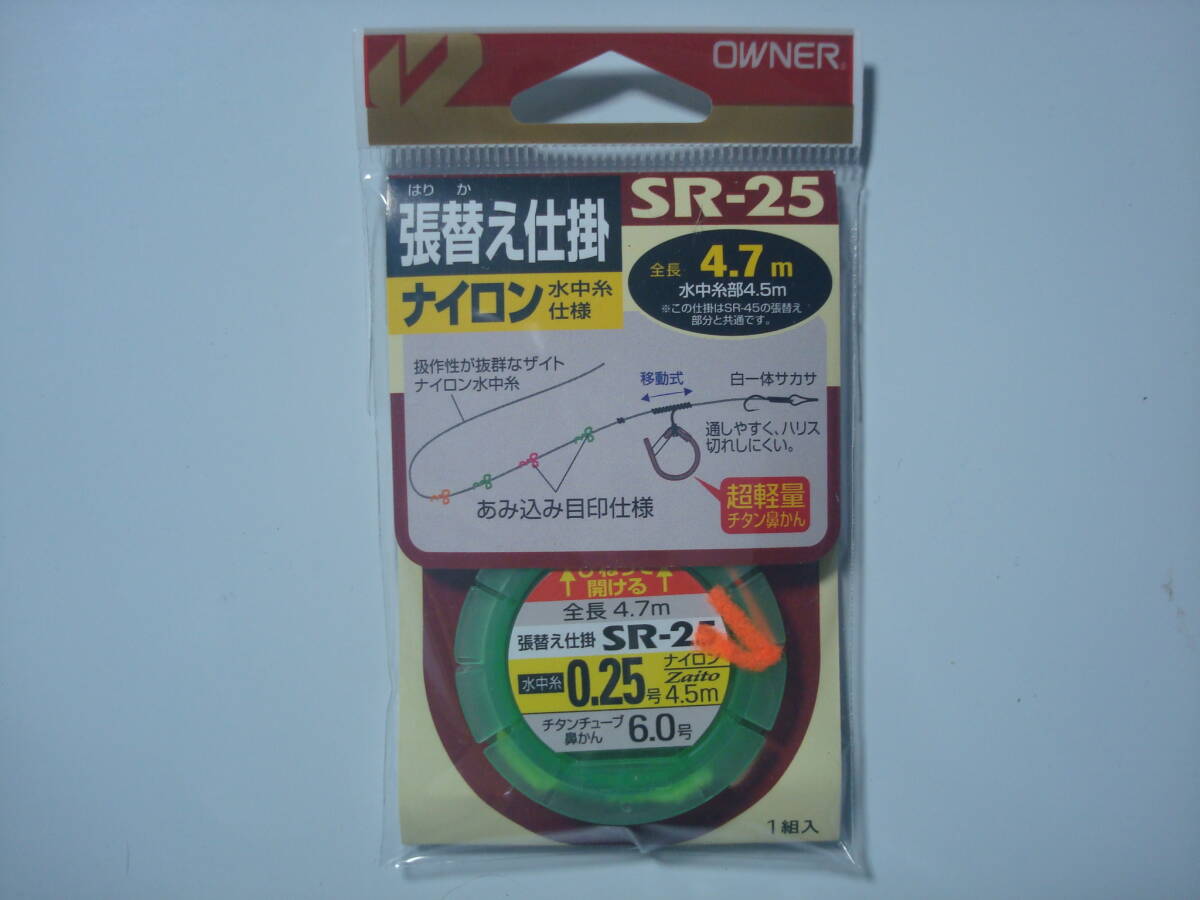 OWNER
はり か
張替え仕掛
SR-25
ナイロン 水中糸
仕様
全長 4.7m
水中糸部4.5m
※この仕掛はSR-45の張替え
部分と共通です。
扱作性が抜群なザイト
ナイロン水中糸
移動式
白一体サカサ
通しやすく、ハリス
切れしにくい。
あみ込み目印仕様
超軽量
チタン鼻かん
開ける
全長 4.7m
張替え仕掛 SR-25
水中糸 0.25号
ナイロン
Zaito
4.5m
チタンチューブ
鼻かん 6.0号
1組入